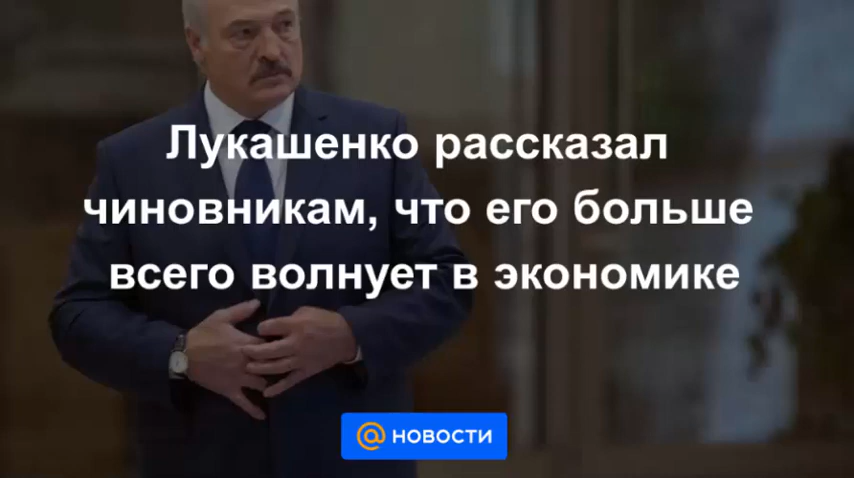 Лукашенко рассказал
чиновникам, что его больше
всего волнует в экономике
@ НОВОСТИ